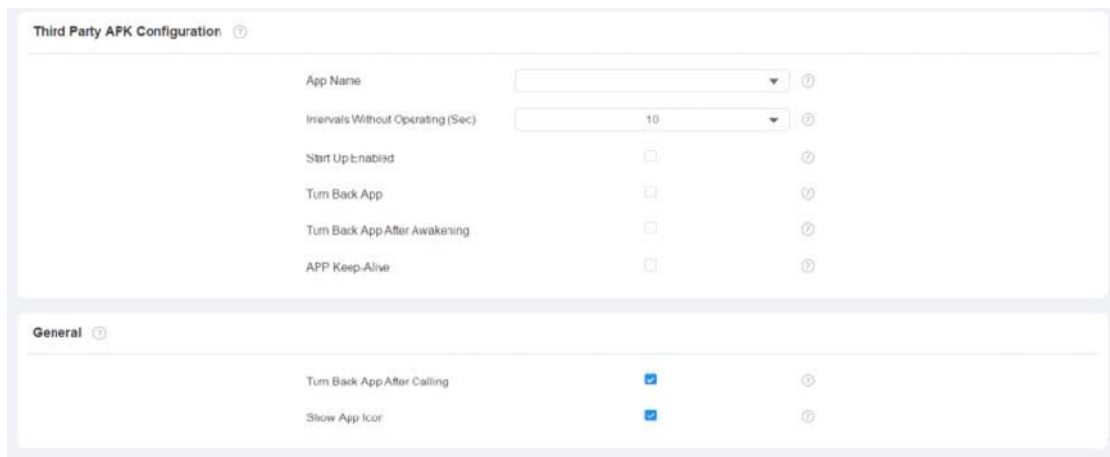 Third Party APK Configuration ?
App Name ?
Intervals Without Operating (Sec) 10 ?
Start Up Enabled ?
Turn Back App ?
Turn Back App After Awakening ?
APP Keep-Alive ?
General ?
Turn Back App After Calling ?
Show App Icon ?